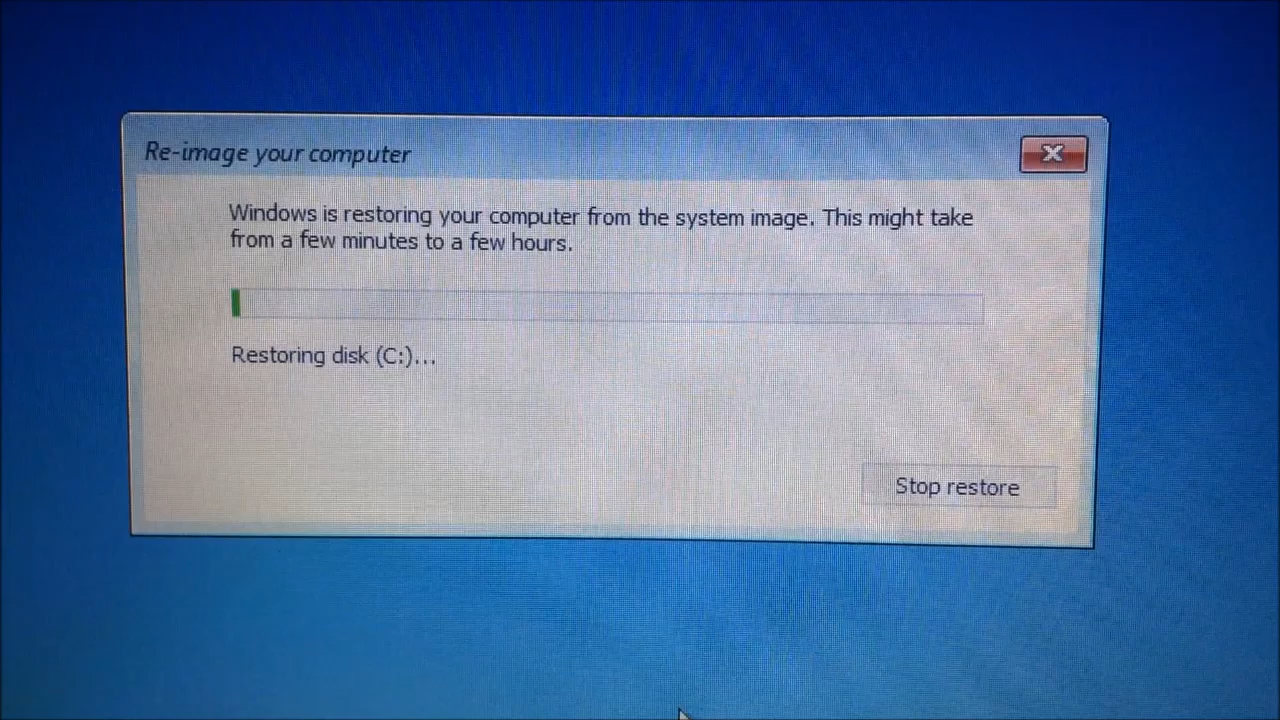 Re-image your computer
Windows is restoring your computer from the system image. This might take
from a few minutes to a few hours.
Restoring disk (C:)...
Stop restore